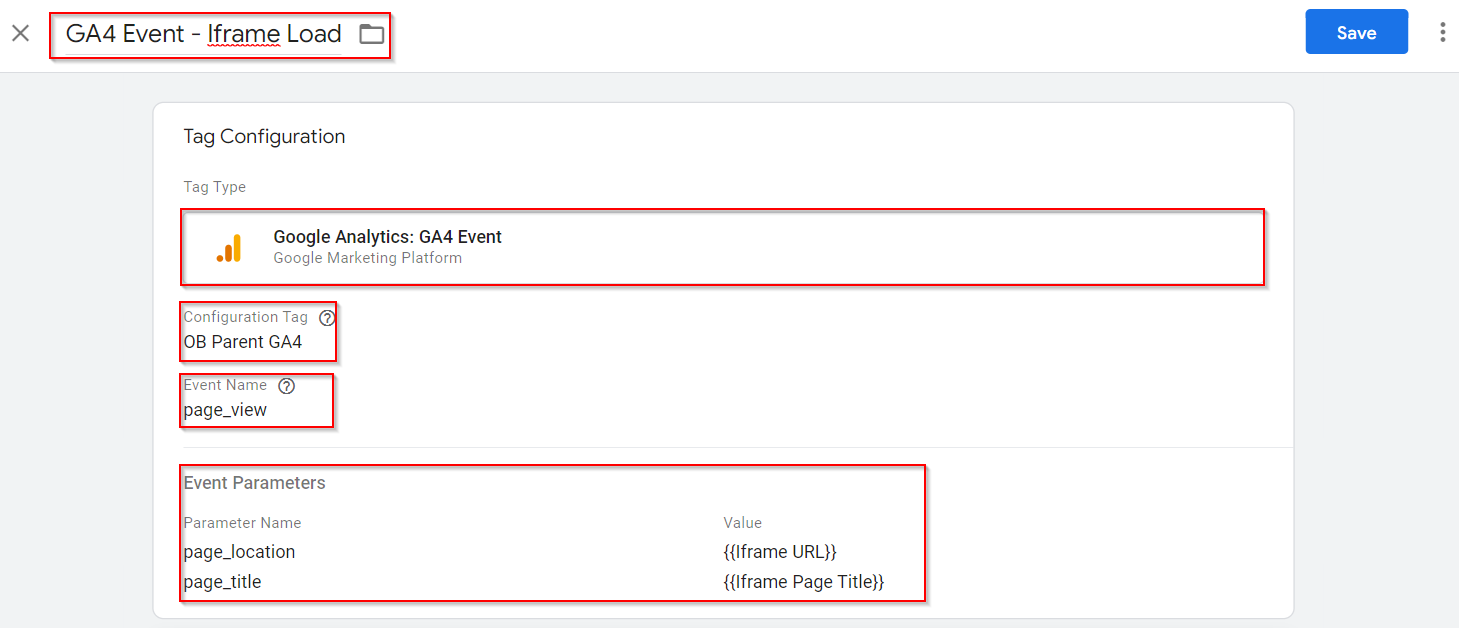 GA4 Event - Iframe Load
Save
Tag Configuration
Tag Type
Google Analytics: GA4 Event
Google Marketing Platform
Configuration Tag ?
OB Parent GA4
Event Name ?
page_view
Event Parameters
Parameter Name Value
page_location {{Iframe URL}}
page_title {{Iframe Page Title}}